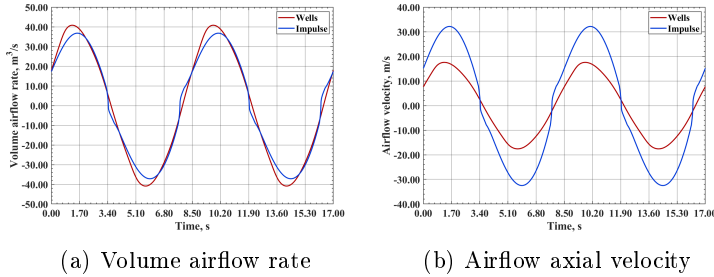 50.00
40.00
30.00
20.00
10.00
0.00
-10.00
-20.00
-30.00
-40.00
-50.00
Volume airflow rate, m³/s
0.00 1.70 3.40 5.10 6.80 8.50 10.20 11.90 13.60 15.30 17.00
Time, s
Wells
Impulse
(a) Volume airflow rate
40.00
30.00
20.00
10.00
0.00
-10.00
-20.00
-30.00
-40.00
Airflow velocity, m/s
0.00 1.70 3.40 5.10 6.80 8.50 10.20 11.90 13.60 15.30 17.00
Time, s
Wells
Impulse
(b) Airflow axial velocity